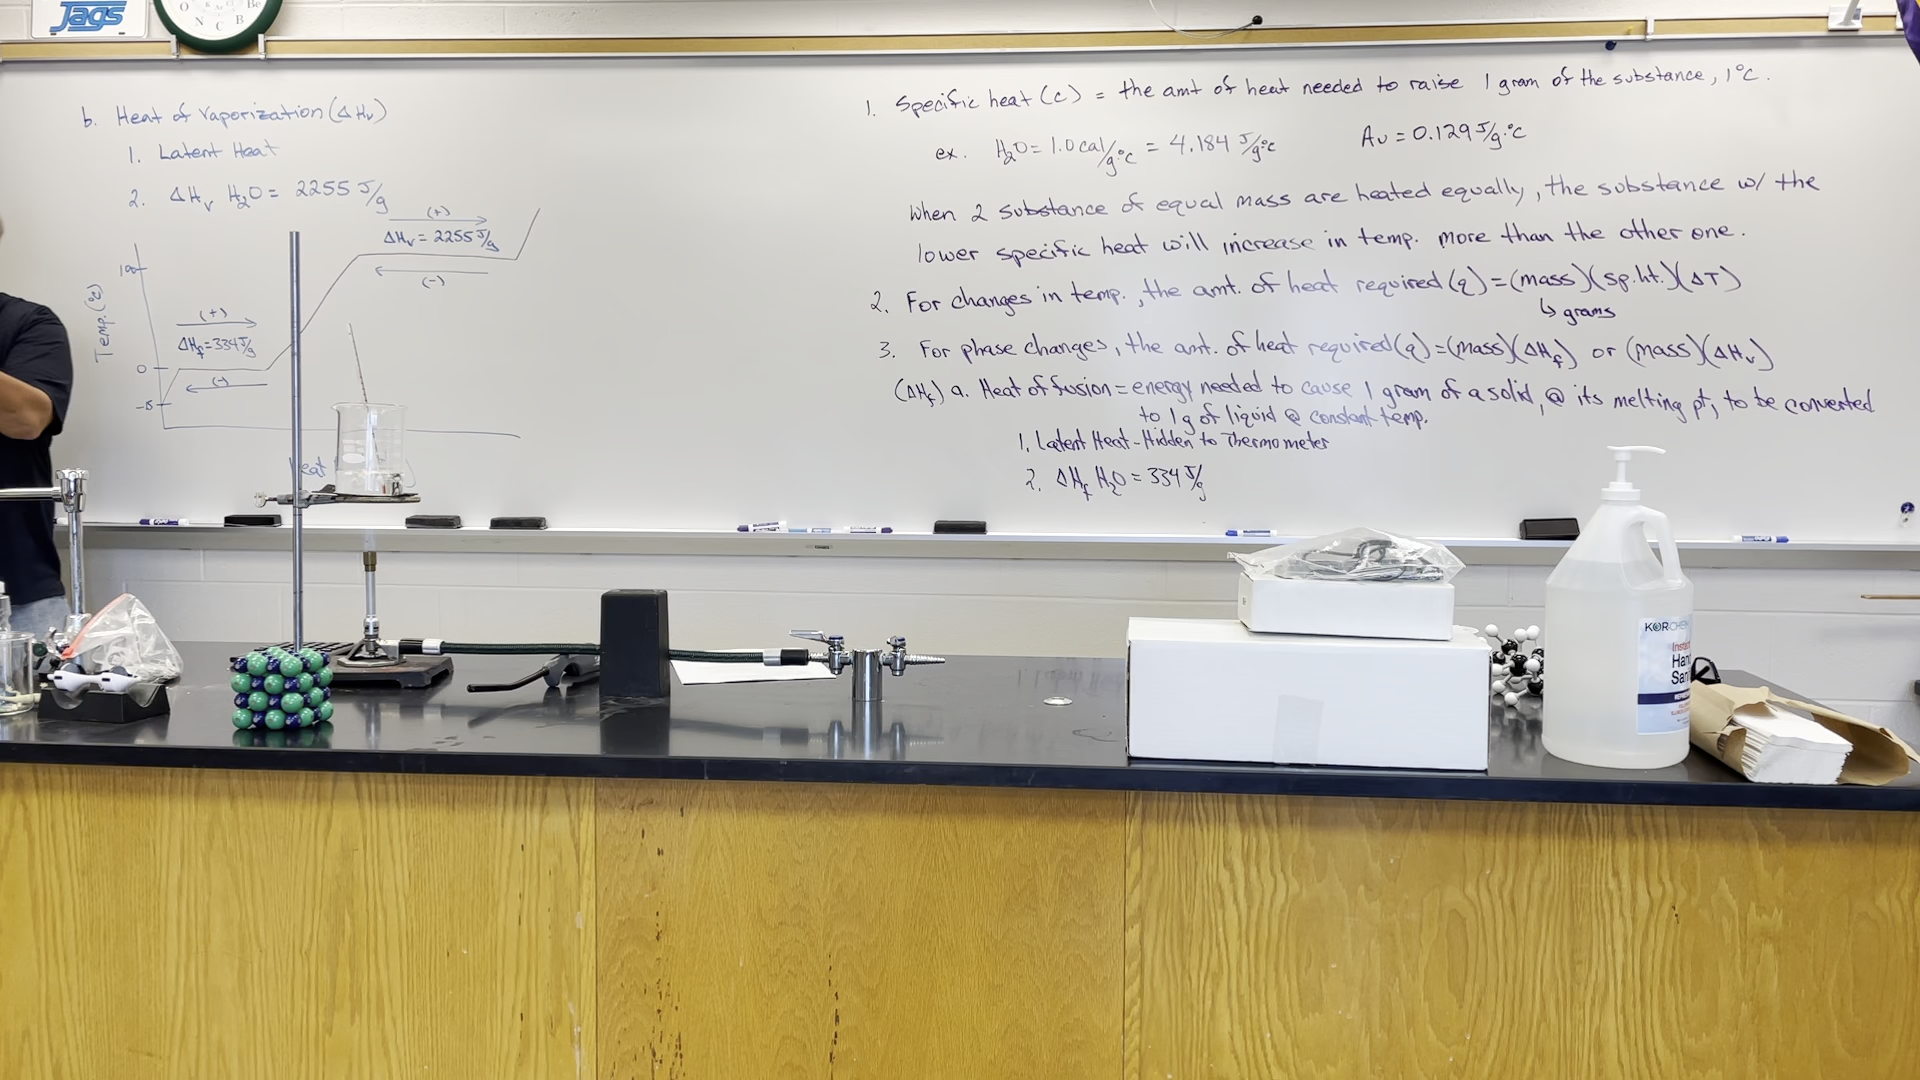 Jags
b. Heat of Vaporization (ΔHv)
1. Latent Heat
2. ΔHv H2O = 2255 J/g
(+)
ΔHv = 2255 J/g
(-)
100
Temp. (°C)
(+)
ΔHf = 334 J/g
0
(-)
-5
Heat
1. Specific heat (c) = the amt of heat needed to raise 1 gram of the substance, 1°C.
ex. H2O = 1.0 cal/g·°C = 4.184 J/g°C Au = 0.129 J/g·°C
When 2 substance of equal mass are heated equally, the substance w/ the
lower specific heat will increase in temp. more than the other one.
2. For changes in temp., the amt. of heat required (q) = (mass)(sp.ht.)(ΔT)
↳ grams
3. For phase changes, the amt. of heat required (q) = (mass)(ΔHf) or (mass)(ΔHv)
(ΔHf) a. Heat of fusion = energy needed to cause 1 gram of a solid, @ its melting pt, to be converted
to 1g of liquid @ constant temp.
1. Latent Heat - Hidden to Thermometer
2. ΔHf H2O = 334 J/g
KORCHEM